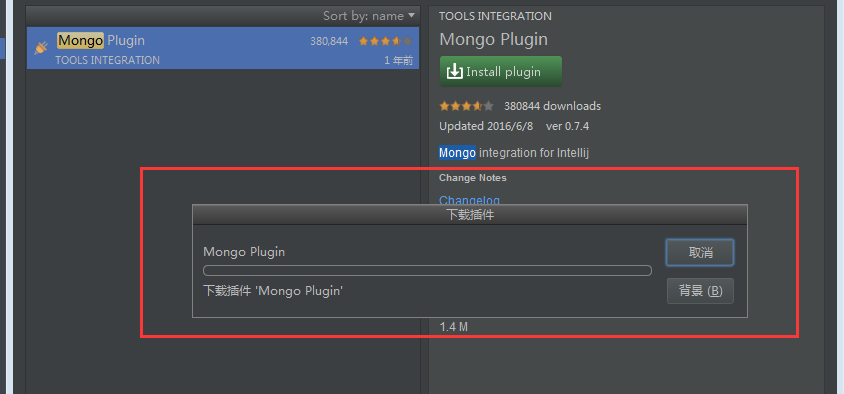 Sort by: name
Mongo Plugin
380,844
TOOLS INTEGRATION
1 年前
TOOLS INTEGRATION
Mongo Plugin
Install plugin
380844 downloads
Updated 2016/6/8 ver 0.7.4
Mongo integration for Intellij
Change Notes
Changelog
下载插件
Mongo Plugin
取消
下载插件 'Mongo Plugin'
背景 (B)
1.4 M